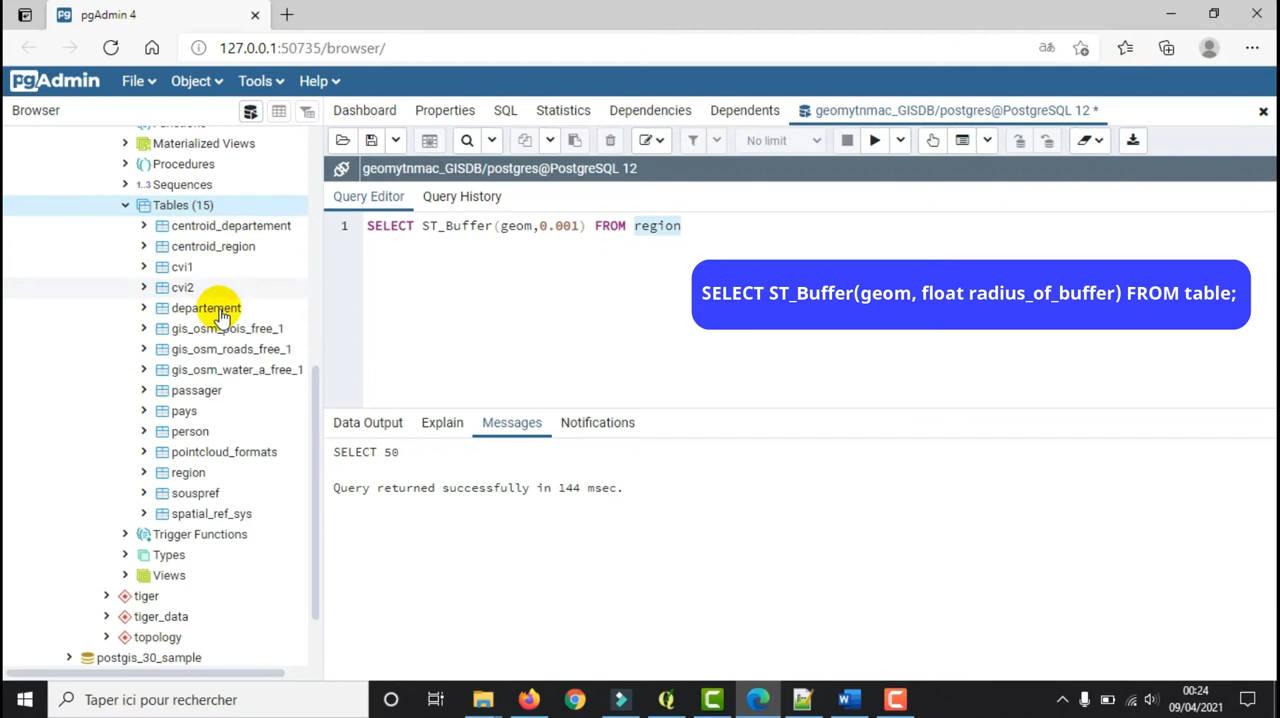 pgAdmin 4
127.0.0.1:50735/browser/
pgAdmin
File
Object
Tools
Help
Browser
Dashboard
Properties
SQL
Statistics
Dependencies
Dependents
geomytnmac_GISDB/postgres@PostgreSQL 12 *
No limit
geomytnmac_GISDB/postgres@PostgreSQL 12
Query Editor
Query History
1 SELECT ST_Buffer(geom,0.001) FROM region
SELECT ST_Buffer(geom, float radius_of_buffer) FROM table;
Materialized Views
Procedures
1..3 Sequences
Tables (15)
centroid_departement
centroid_region
cvi1
cvi2
departement
gis_osm_pois_free_1
gis_osm_roads_free_1
gis_osm_water_a_free_1
passager
pays
person
pointcloud_formats
region
souspref
spatial_ref_sys
Trigger Functions
Types
Views
tiger
tiger_data
topology
postgis_30_sample
Data Output
Explain
Messages
Notifications
SELECT 50
Query returned successfully in 144 msec.
Taper ici pour rechercher
00:24
09/04/2021